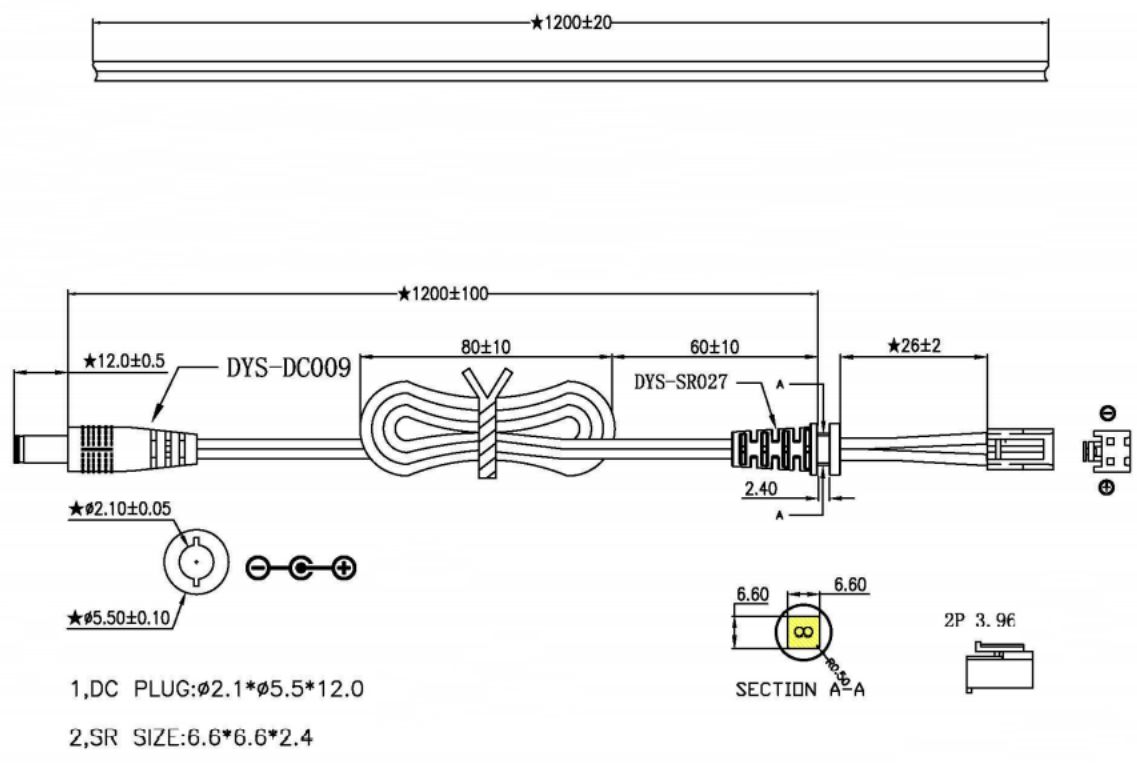 ★1200±20
★1200±100
★12.0±0.5
DYS-DC009
80±10
60±10
★26±2
DYS-SR027
A
2.40
A
★ø2.10±0.05
★ø5.50±0.10
6.60
6.60
R0.50
SECTION A-A
2P 3.96
1,DC PLUG:ø2.1*ø5.5*12.0
2,SR SIZE:6.6*6.6*2.4